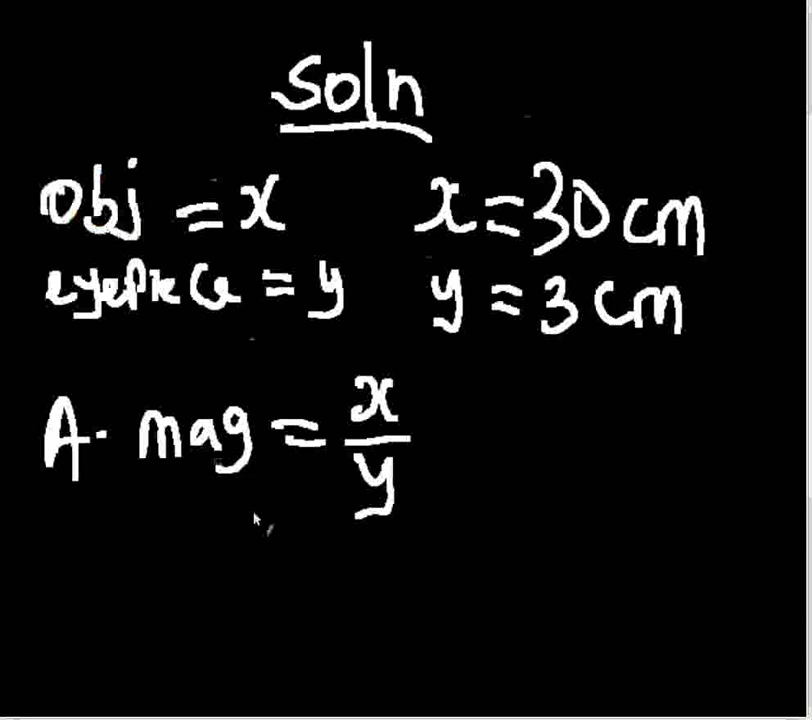 Soln
Obj = x x = 30 cm
eyepiece = y y = 3 cm
A. mag = x/y